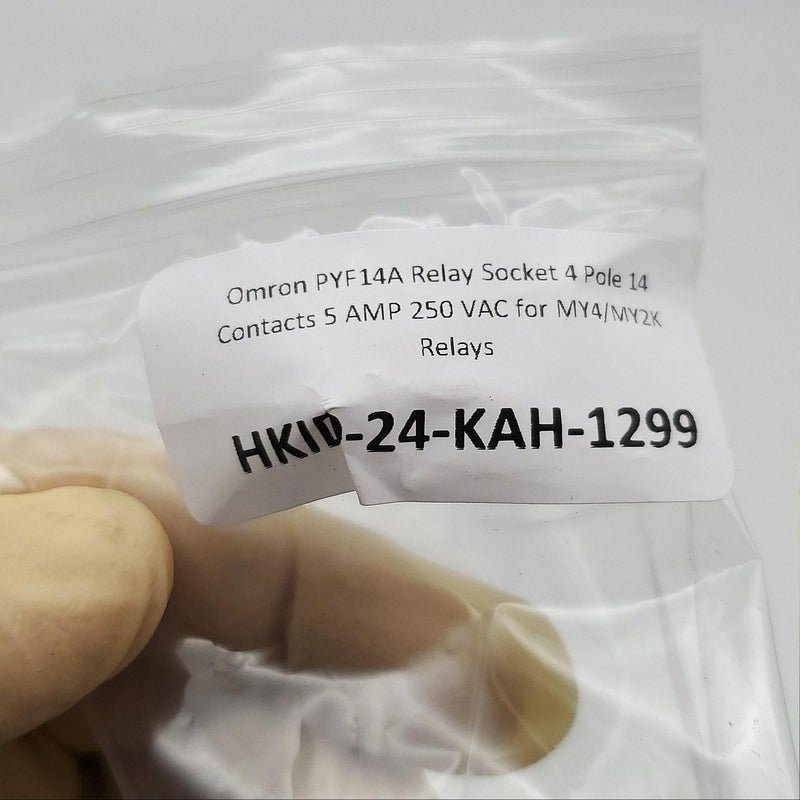 Omron PYF14A Relay Socket 4 Pole 14
Contacts 5 AMP 250 VAC for MY4/MY2K
Relays
HKID-24-KAH-1299